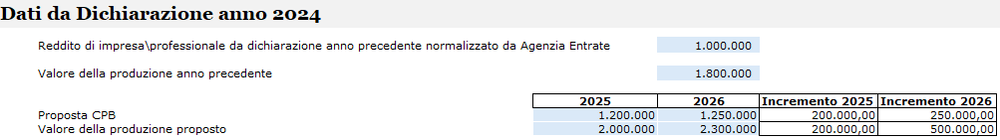 Dati da Dichiarazione anno 2024
Reddito di impresa\professionale da dichiarazione anno precedente normalizzato da Agenzia Entrate 1.000.000
Valore della produzione anno precedente 1.800.000
2025 2026 Incremento 2025 Incremento 2026
Proposta CPB 1.200.000 1.250.000 200.000,00 250.000,00
Valore della produzione proposto 2.000.000 2.300.000 200.000,00 500.000,00